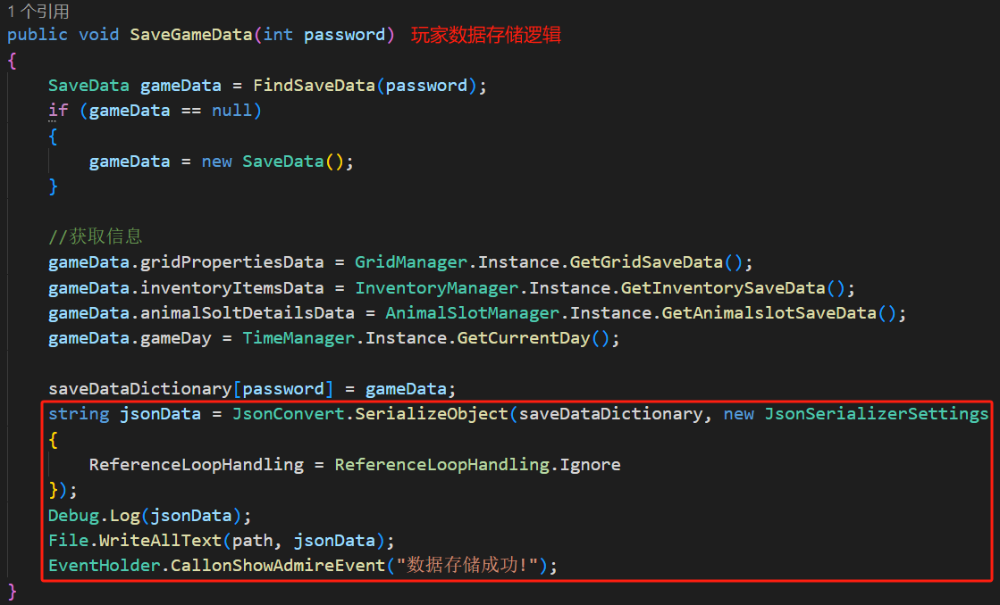 1 个引用
public void SaveGameData(int password) 玩家数据存储逻辑
{
SaveData gameData = FindSaveData(password);
if (gameData == null)
{
gameData = new SaveData();
}
//获取信息
gameData.gridPropertiesData = GridManager.Instance.GetGridSaveData();
gameData.inventoryItemsData = InventoryManager.Instance.GetInventorySaveData();
gameData.animalSoltDetailsData = AnimalSlotManager.Instance.GetAnimalslotSaveData();
gameData.gameDay = TimeManager.Instance.GetCurrentDay();
saveDataDictionary[password] = gameData;
string jsonData = JsonConvert.SerializeObject(saveDataDictionary, new JsonSerializerSettings
{
ReferenceLoopHandling = ReferenceLoopHandling.Ignore
});
Debug.Log(jsonData);
File.WriteAllText(path, jsonData);
EventHolder.CallonShowAdmireEvent("数据存储成功!");
}